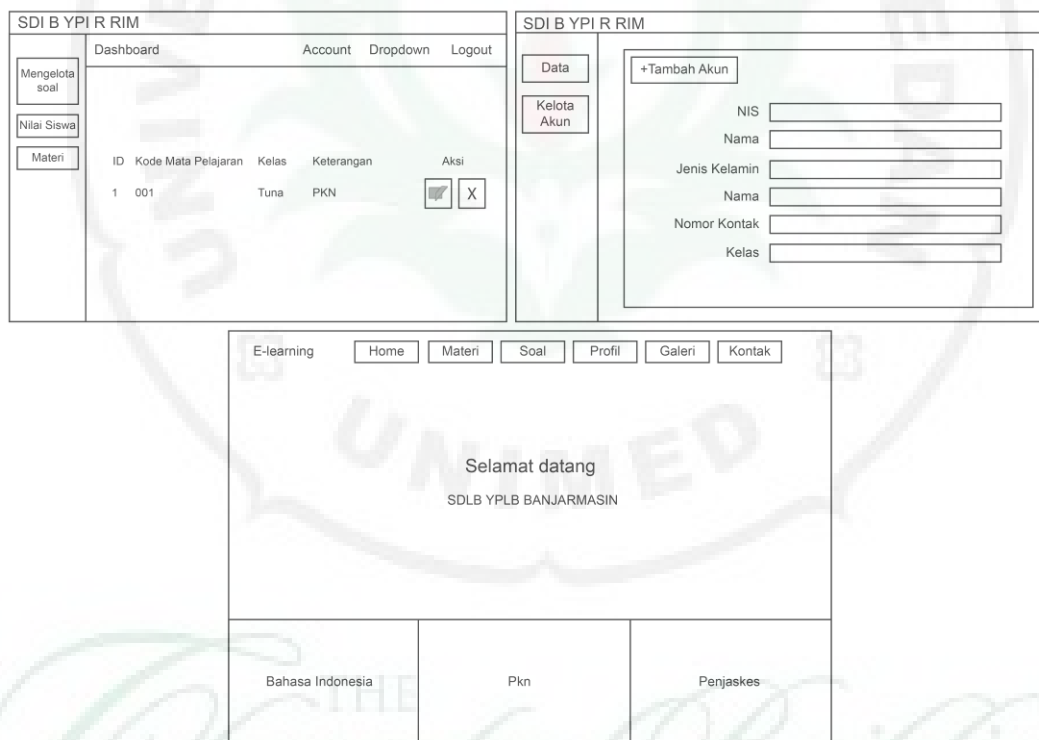 SDI B YPI R RIM
Dashboard Account Dropdown Logout
Mengelota
soal
Nilai Siswa
Materi
ID Kode Mata Pelajaran Kelas Keterangan Aksi
1 001 Tuna PKN X
SDI B YPI R RIM
Data
Kelota
Akun
+Tambah Akun
NIS
Nama
Jenis Kelamin
Nama
Nomor Kontak
Kelas
E-learning Home Materi Soal Profil Galeri Kontak
Selamat datang
SDLB YPLB BANJARMASIN
Bahasa Indonesia Pkn Penjaskes
UNIMED
THE